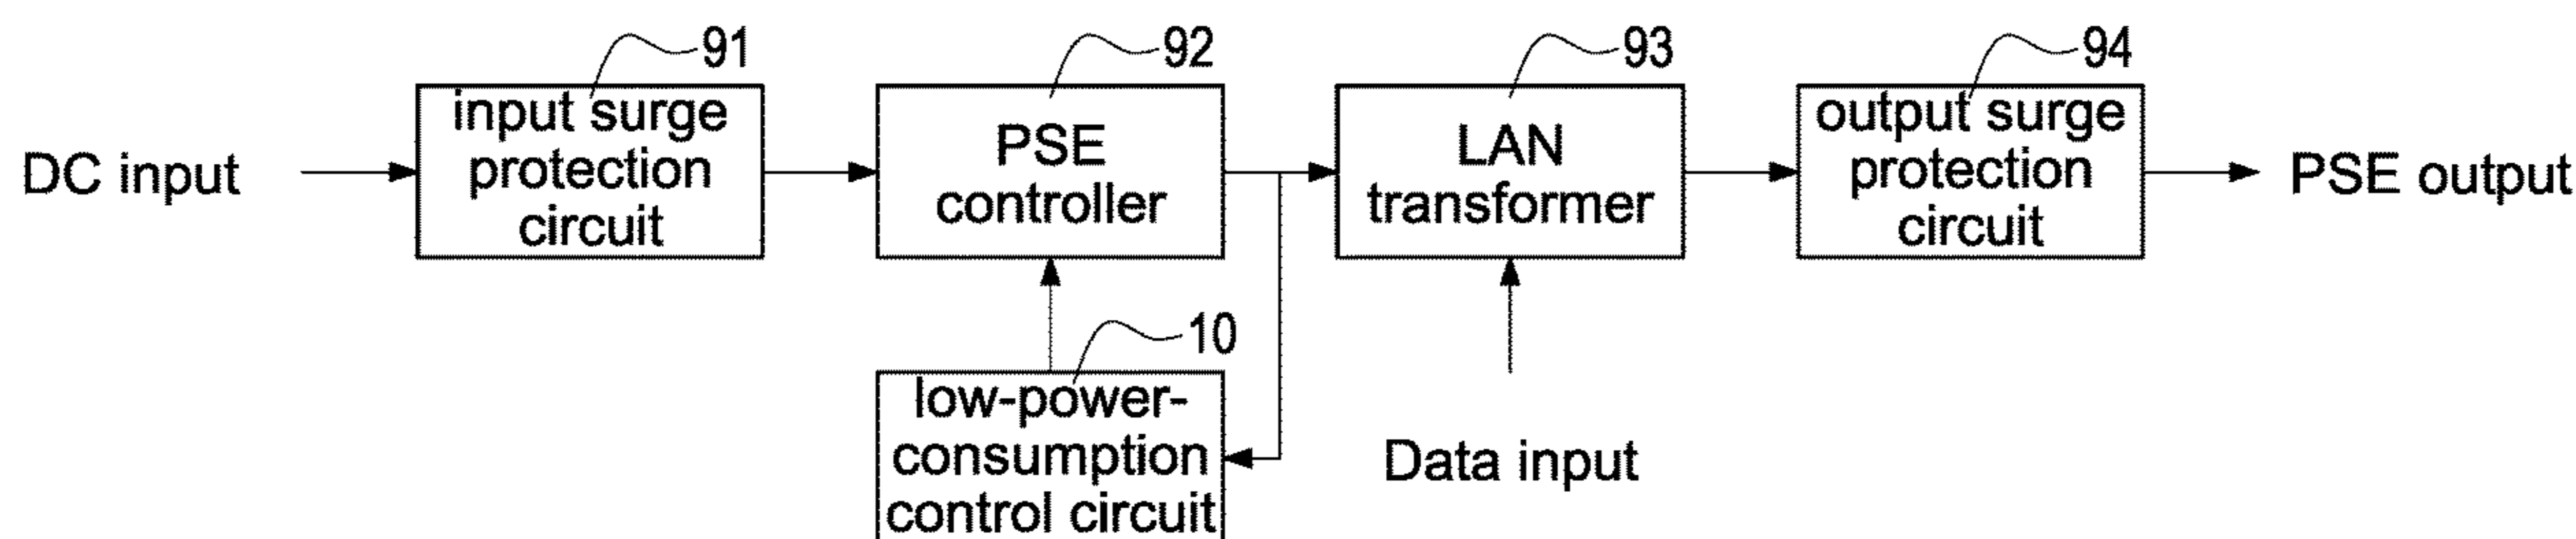 91
92
93
94
DC input
input surge
protection
circuit
PSE
controller
LAN
transformer
output surge
protection
circuit
PSE output
10
low-power-
consumption
control circuit
Data input